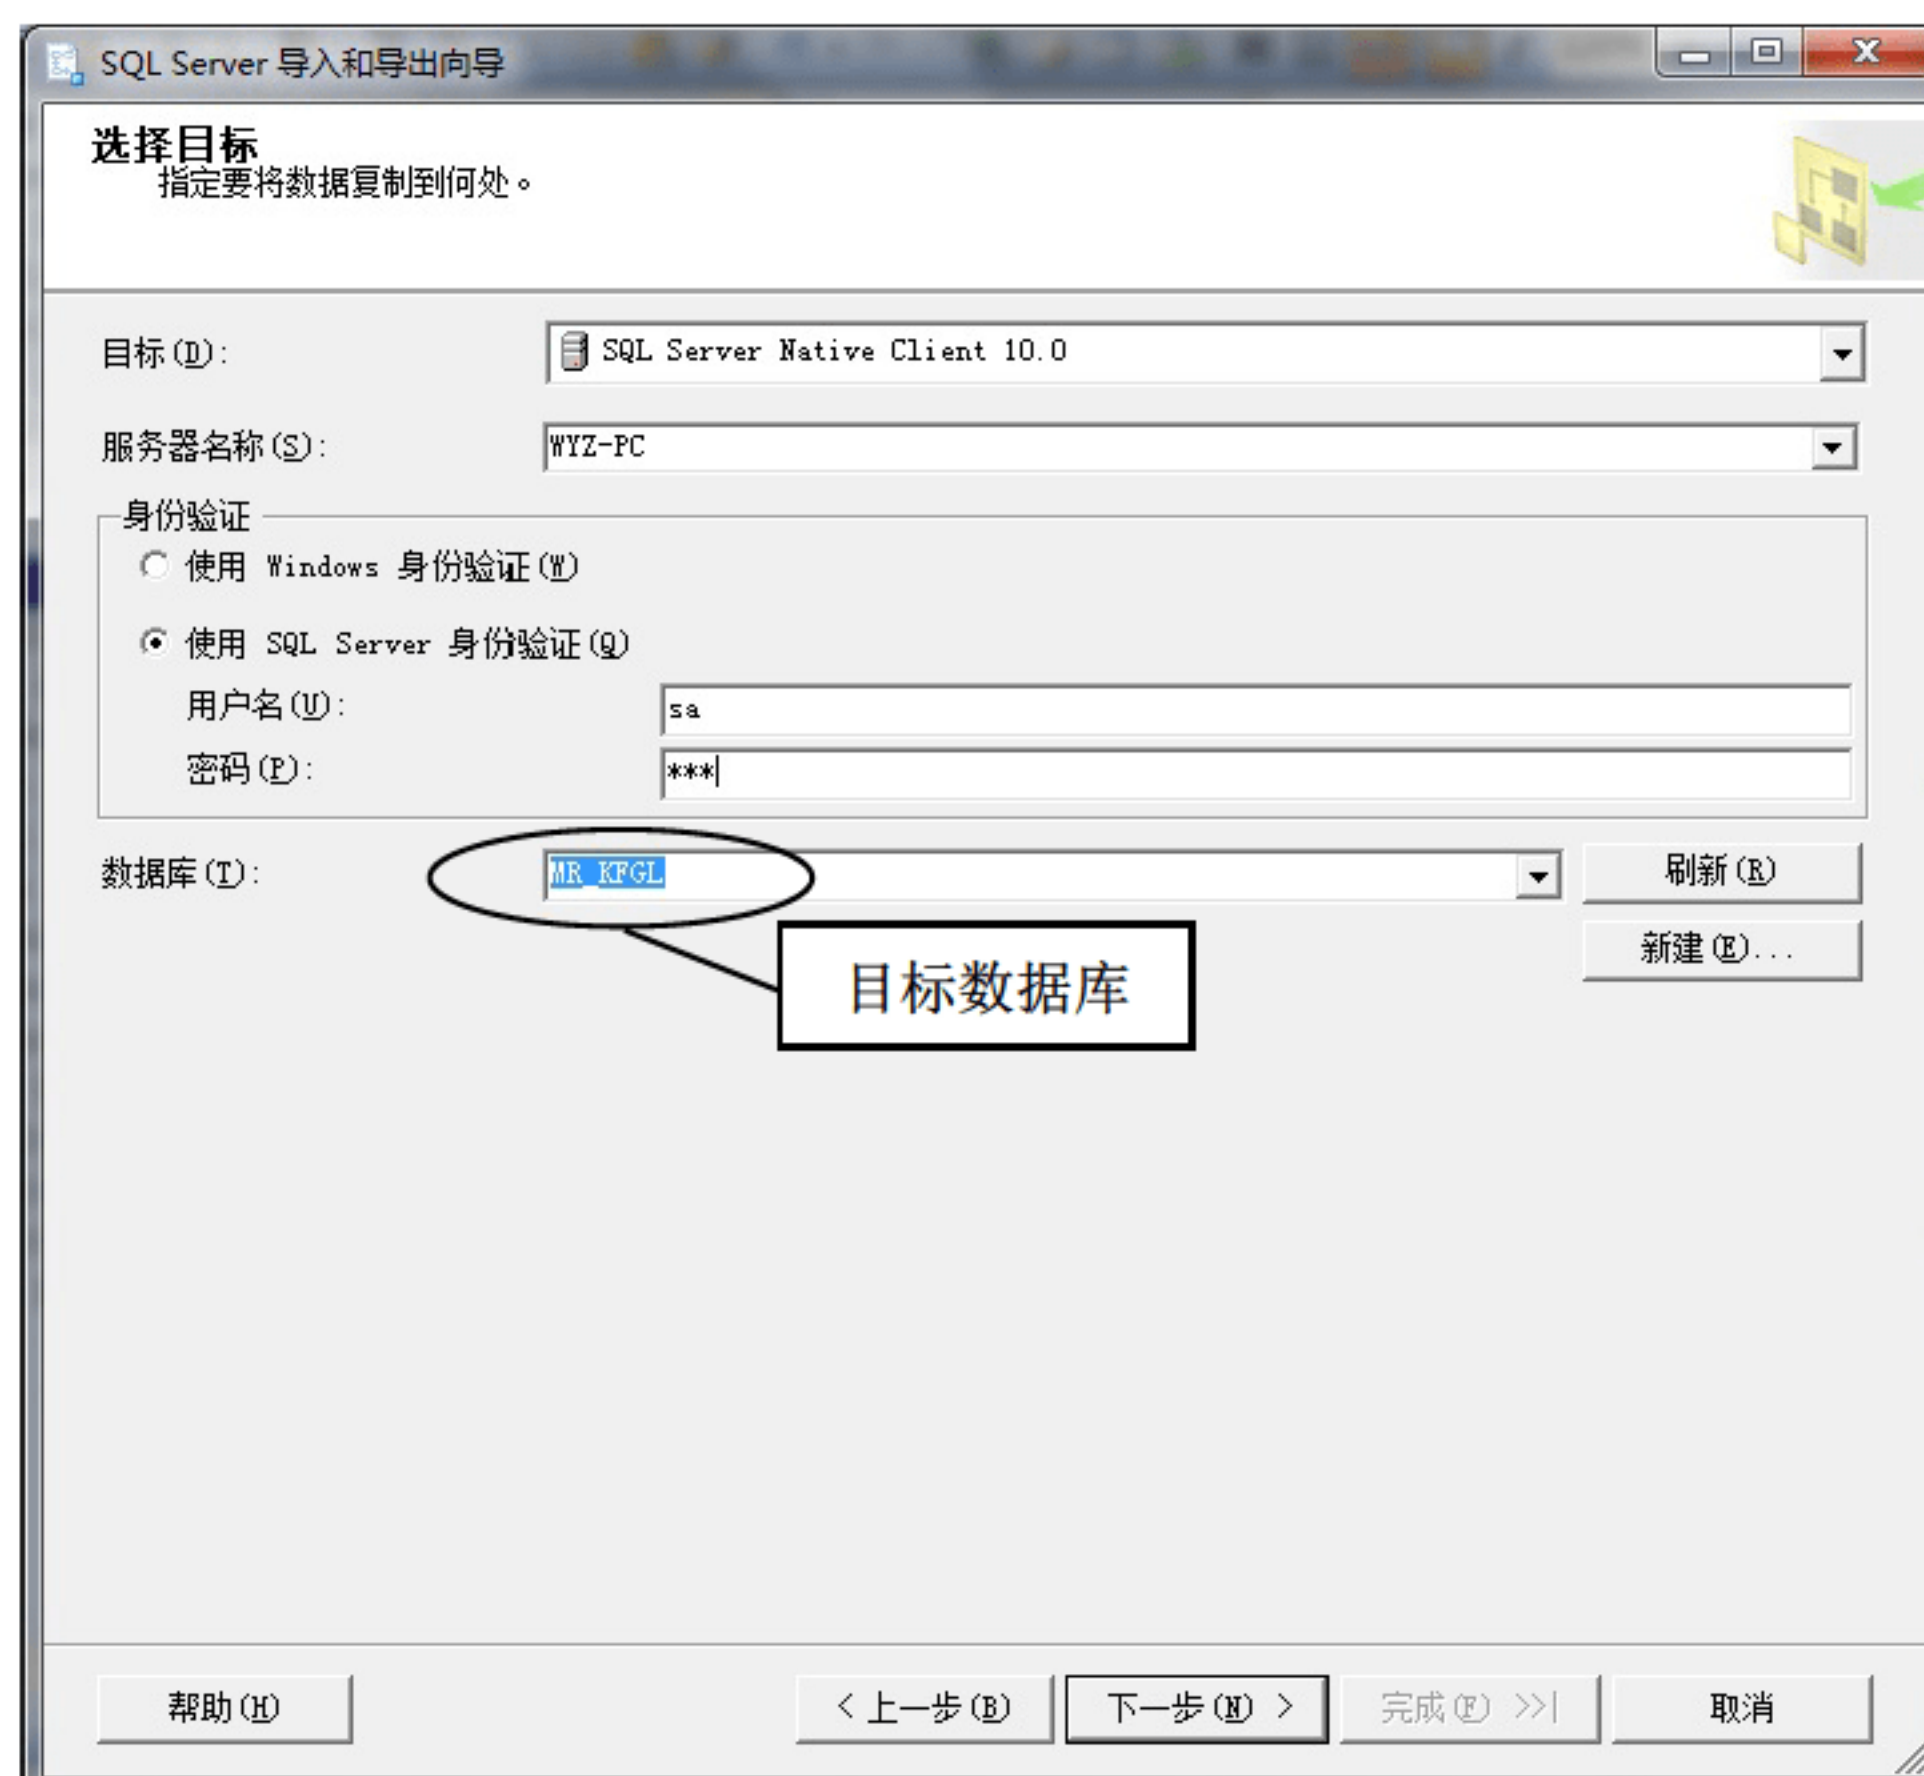 SQL Server 导入和导出向导
选择目标
指定要将数据复制到何处。
目标(D):
SQL Server Native Client 10.0
服务器名称(S):
WYZ-PC
身份验证
使用 Windows 身份验证(W)
使用 SQL Server 身份验证(Q)
用户名(U):
sa
密码(P):
***
数据库(T):
MR_KFGL
刷新(R)
新建(E)...
目标数据库
帮助(H)
< 上一步(B)
下一步(N) >
完成(F) >>|
取消